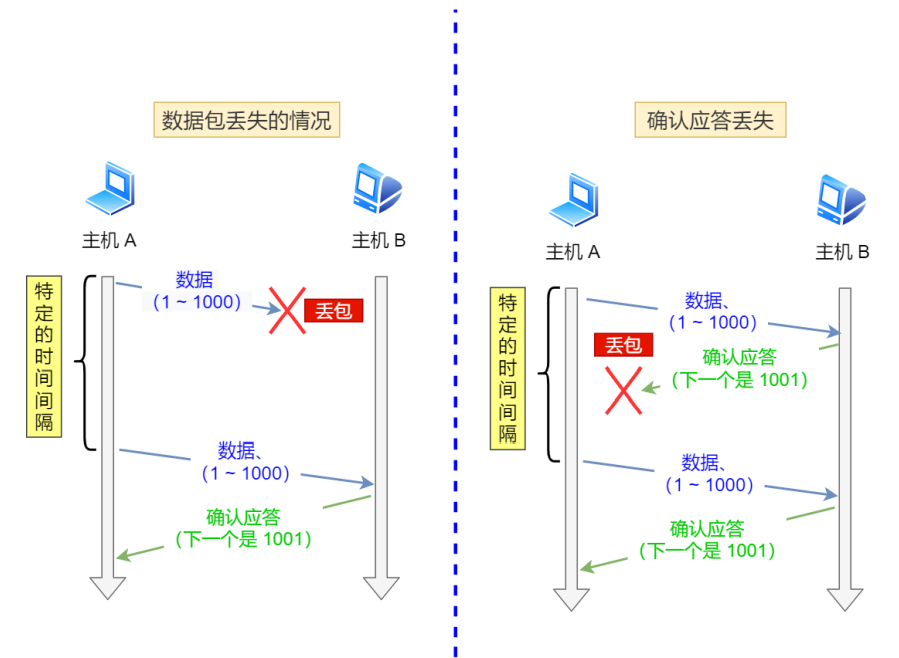 数据包丢失的情况
主机 A
主机 B
特定的时间间隔
数据
（1 ~ 1000）
丢包
数据、
（1 ~ 1000）
确认应答
（下一个是 1001）
确认应答丢失
主机 A
主机 B
特定的时间间隔
数据、
（1 ~ 1000）
丢包
确认应答
（下一个是 1001）
数据、
（1 ~ 1000）
确认应答
（下一个是 1001）